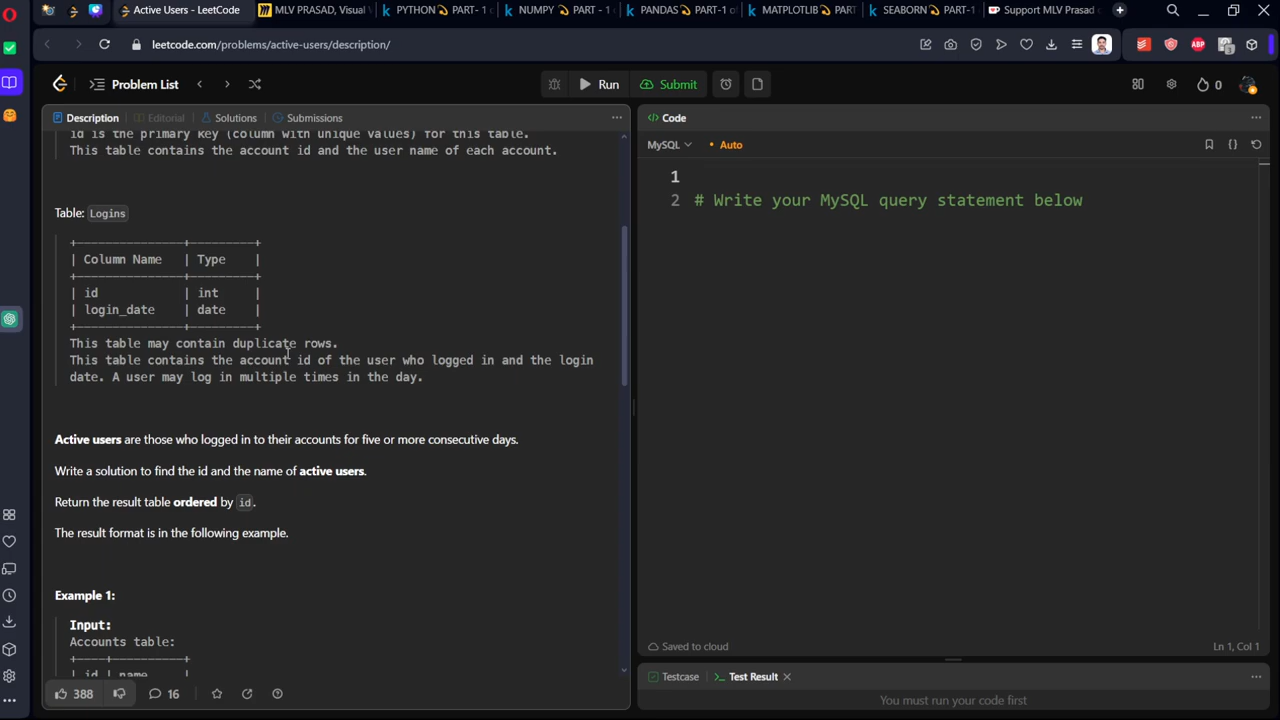 Active Users - LeetCode
MLV PRASAD, Visual
PYTHON PART- 1
NUMPY PART - 1
PANDAS PART-1 of
MATPLOTLIB PART
SEABORN PART-1
Support MLV Prasad
leetcode.com/problems/active-users/description/
ABP
Problem List
Run
Submit
0
Description
Editorial
Solutions
Submissions
id is the primary key (column with unique values) for this table.
This table contains the account id and the user name of each account.
Table: Logins
+---------------+---------+
| Column Name | Type |
+---------------+---------+
| id | int |
| login_date | date |
+---------------+---------+
This table may contain duplicate rows.
This table contains the account id of the user who logged in and the login
date. A user may log in multiple times in the day.
Active users are those who logged in to their accounts for five or more consecutive days.
Write a solution to find the id and the name of active users.
Return the result table ordered by id.
The result format is in the following example.
Example 1:
Input:
Accounts table:
+----+----------+
| id | name |
388
16
Code
MySQL
• Auto
1
2 # Write your MySQL query statement below
Saved to cloud
Ln 1, Col 1
Testcase
Test Result
You must run your code first